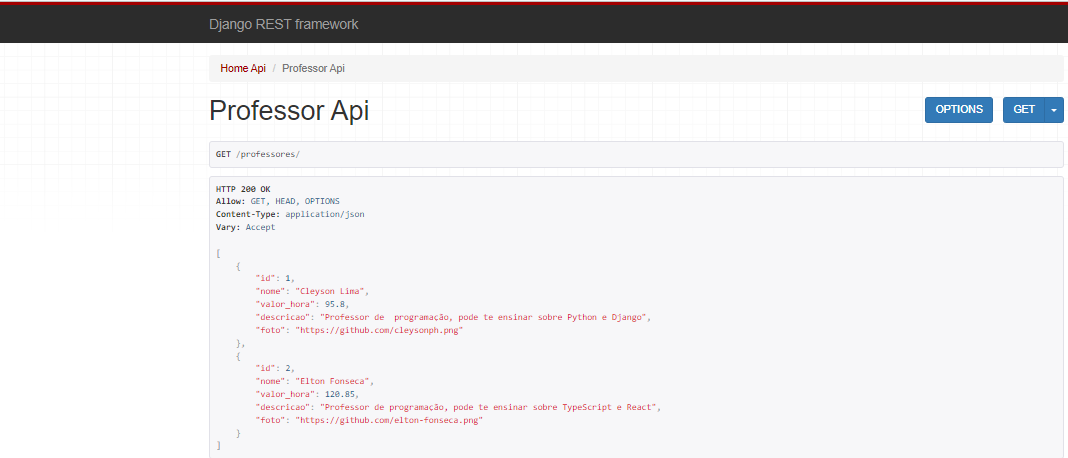 Django REST framework
Home Api / Professor Api
Professor Api
OPTIONS
GET
GET /professores/
HTTP 200 OK
Allow: GET, HEAD, OPTIONS
Content-Type: application/json
Vary: Accept
[
    {
        "id": 1,
        "nome": "Cleyson Lima",
        "valor_hora": 95.8,
        "descricao": "Professor de  programação, pode te ensinar sobre Python e Django",
        "foto": "https://github.com/cleysonph.png"
    },
    {
        "id": 2,
        "nome": "Elton Fonseca",
        "valor_hora": 120.85,
        "descricao": "Professor de programação, pode te ensinar sobre TypeScript e React",
        "foto": "https://github.com/elton-fonseca.png"
    }
]